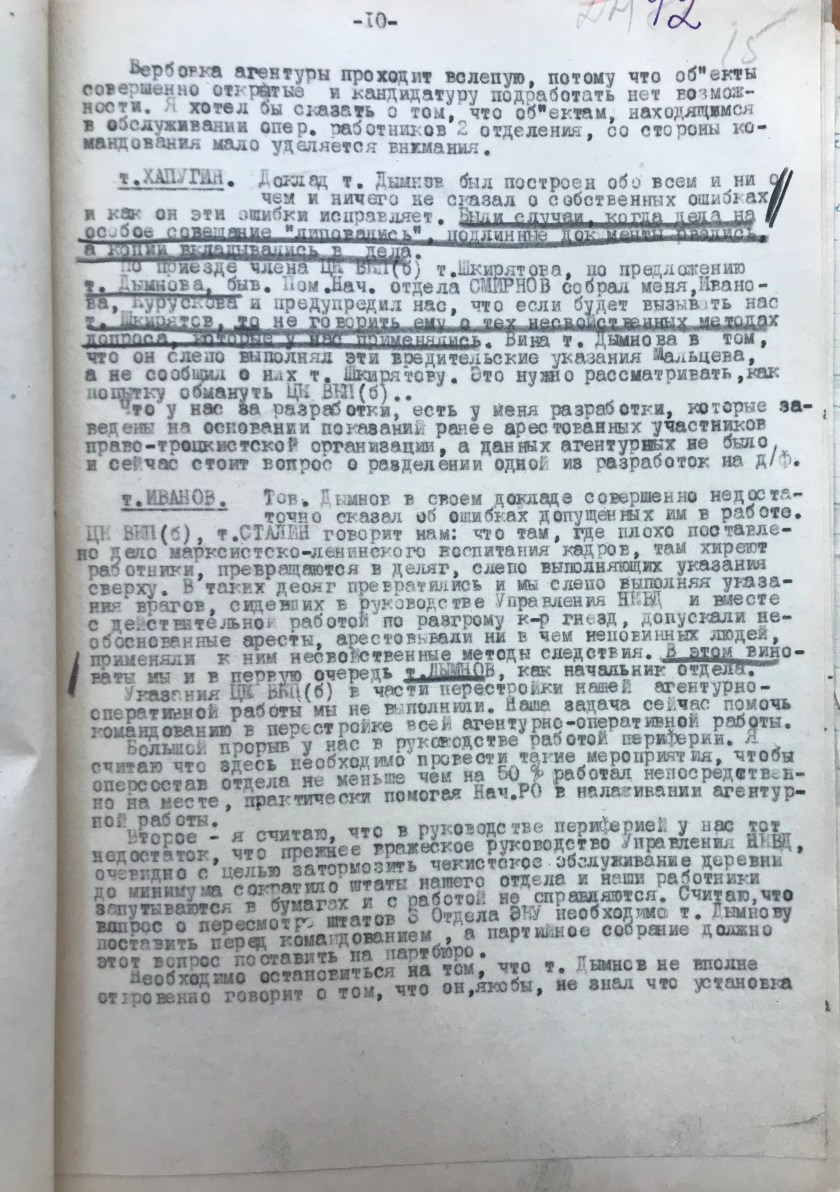 -10-
12
15
Вербовка агентуры проходит вслепую, потому что об"екты
совершенно открытые и кандидатуру подработать нет возмож-
ности. Я хотел бы сказать о том, что об"ектам, находящимся
в обслуживании опер. работников 2 отделения, со стороны ко-
мандования мало уделяется внимания.
т.ХАПУГИН. Доклад т. Дымнов был построен обо всем и ни о
чем и ничего не сказал о собственных ошибках
и как он эти ошибки исправляет. Были случаи, когда дела на
особое совещание "липовались", подлинные документы рвались,
а копии вкладывались в дела.
По приезде члена ЦК ВКП(б) т.Шкирятова, по предложению
т. Дымнова, быв. Пом.Нач. отдела СМИРНОВ собрал меня,Ивано-
ва, Курускова и предупредил нас, что если будет вызывать нас
т. Шкирятов, то не говорить ему о тех несвойственных методах
допроса, которые у нас применялись. Вина т. Дымнова в том,
что он слепо выполнял эти вредительские указания Мальцева,
а не сообщил о них т. Шкирятову. Это нужно рассматривать,как
попытку обмануть ЦК ВКП(б)..
Что у нас за разработки, есть у меня разработки, которые за-
ведены на основании показаний ранее арестованных участников
право-троцкистской организации, а данных агентурных не было
и сейчас стоит вопрос о разделении одной из разработок на д/ф.
т.ИВАНОВ. Тов. Дымнов в своем докладе совершенно недоста-
точно сказал об ошибках допущенных им в работе.
ЦК ВКП(б), т.СТАЛИН говорит нам: что там, где плохо поставле-
но дело марксистско-ленинского воспитания кадров, там хиреют
работники, превращаются в деляг, слепо выполняющих указания
сверху. В таких десяг превратились и мы слепо выполняя указа-
ния врагов, сидевших в руководстве Управления НКВД и вместе
с действительной работой по разгрому к-р гнезд, допускали не-
обоснованные аресты, арестовывали ни в чем неповинных людей,
применяли к ним несвойственные методы следствия. В этом вино-
ваты мы и в первую очередь т.ДЫМНОВ, как начальник отдела.
Указания ЦК ВКП(б) в части перестройки нашей агентурно-
оперативной работы мы не выполнили. Наша задача сейчас помочь
командованию в перестройке всей агентурно-оперативной работы.
Большой прорыв у нас в руководстве работой периферии. Я
считаю что здесь необходимо провести такие мероприятия, чтобы
оперсостав отдела не меньше чем на 50 % работал непосредствен-
но на месте, практически помогая Нач.РО в налаживании агентур-
ной работы.
Второе - я считаю, что в руководстве периферией у нас тот
недостаток, что прежнее вражеское руководство Управления НКВД,
очевидно с целью затормозить чекистское обслуживание деревни
до минимума сократило штаты нашего отдела и наши работники
запутываются в бумагах и с работой не справляются. Считаю,что
вопрос о пересмотре штатов 3 Отдела ЭКУ необходимо т. Дымнову
поставить перед командованием , а партийное собрание должно
этот вопрос поставить на партбюро.
Необходимо остановиться на том, что т. Дымнов не вполне
откровенно говорит о том, что он,якобы, не знал что установка